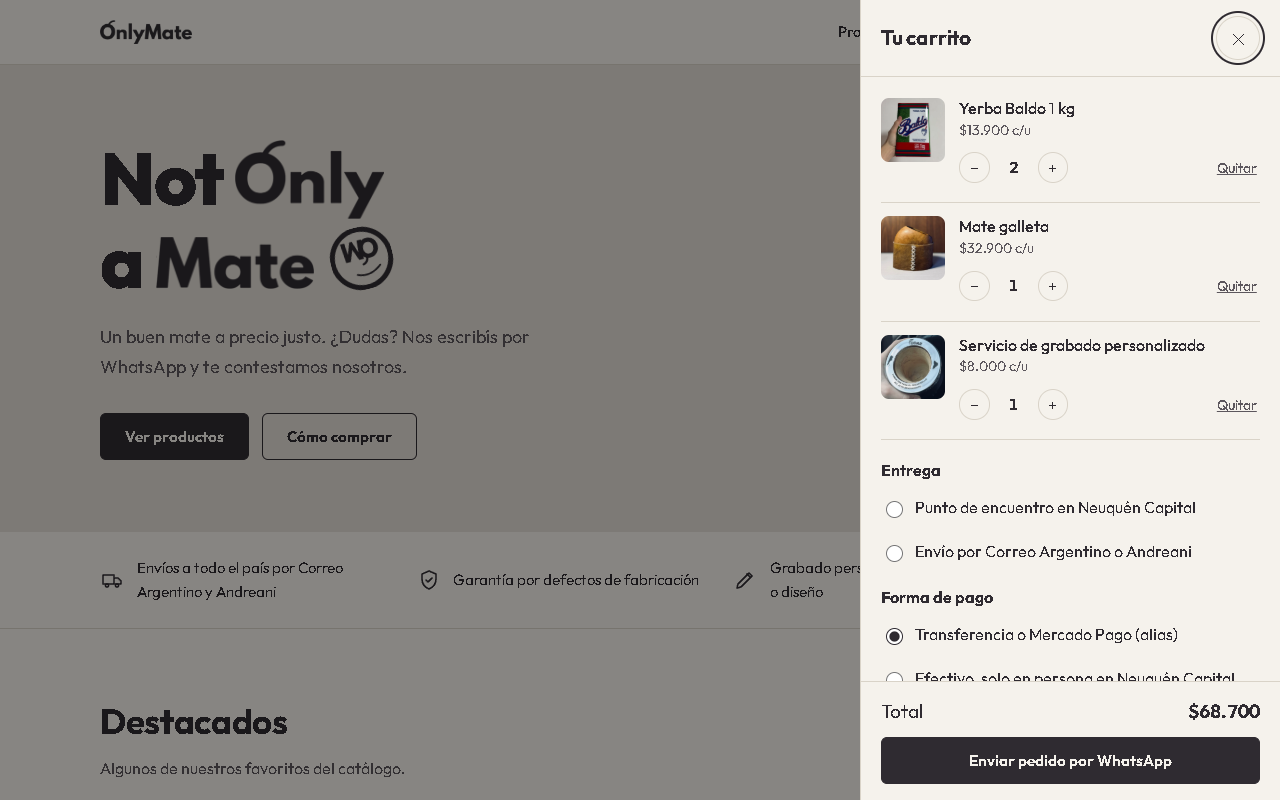 ÓnlyMate
Not Ónly
a Mate
Un buen mate a precio justo. ¿Dudas? Nos escribís por
WhatsApp y te contestamos nosotros.
Ver productos
Cómo comprar
Envíos a todo el país por Correo
Argentino y Andreani
Garantía por defectos de fabricación
o diseño
Destacados
Algunos de nuestros favoritos del catálogo.
Tu carrito
Yerba Baldo 1 kg
$13.900 c/u
− 2 +
Quitar
Mate galleta
$32.900 c/u
− 1 +
Quitar
Servicio de grabado personalizado
$8.000 c/u
− 1 +
Quitar
Entrega
Punto de encuentro en Neuquén Capital
Envío por Correo Argentino o Andreani
Forma de pago
Transferencia o Mercado Pago (alias)
Efectivo, solo en persona en Neuquén Capital
Total
$68.700
Enviar pedido por WhatsApp